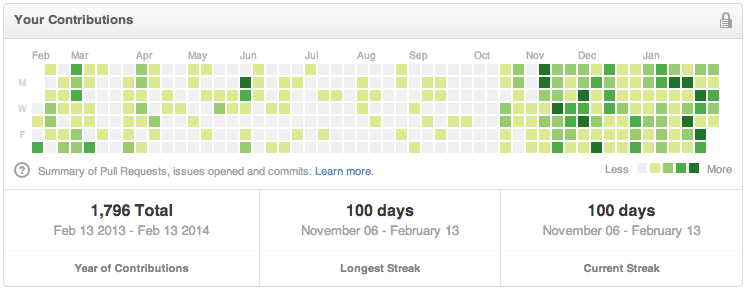 Your Contributions
Feb Mar Apr May Jun Jul Aug Sep Oct Nov Dec Jan
M
W
F
? Summary of Pull Requests, issues opened and commits. Learn more. Less More
1,796 Total 100 days 100 days
Feb 13 2013 - Feb 13 2014 November 06 - February 13 November 06 - February 13
Year of Contributions Longest Streak Current Streak